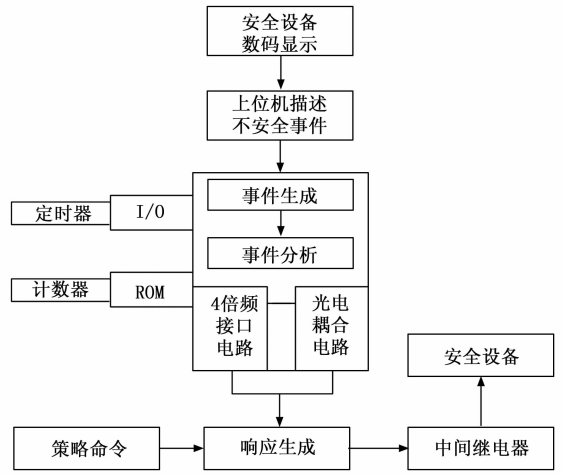 安全设备
数码显示
上位机描述
不安全事件
事件生成
定时器
I/O
事件分析
计数器
ROM
4倍频
接口
电路
光电
耦合
电路
安全设备
策略命令
响应生成
中间继电器